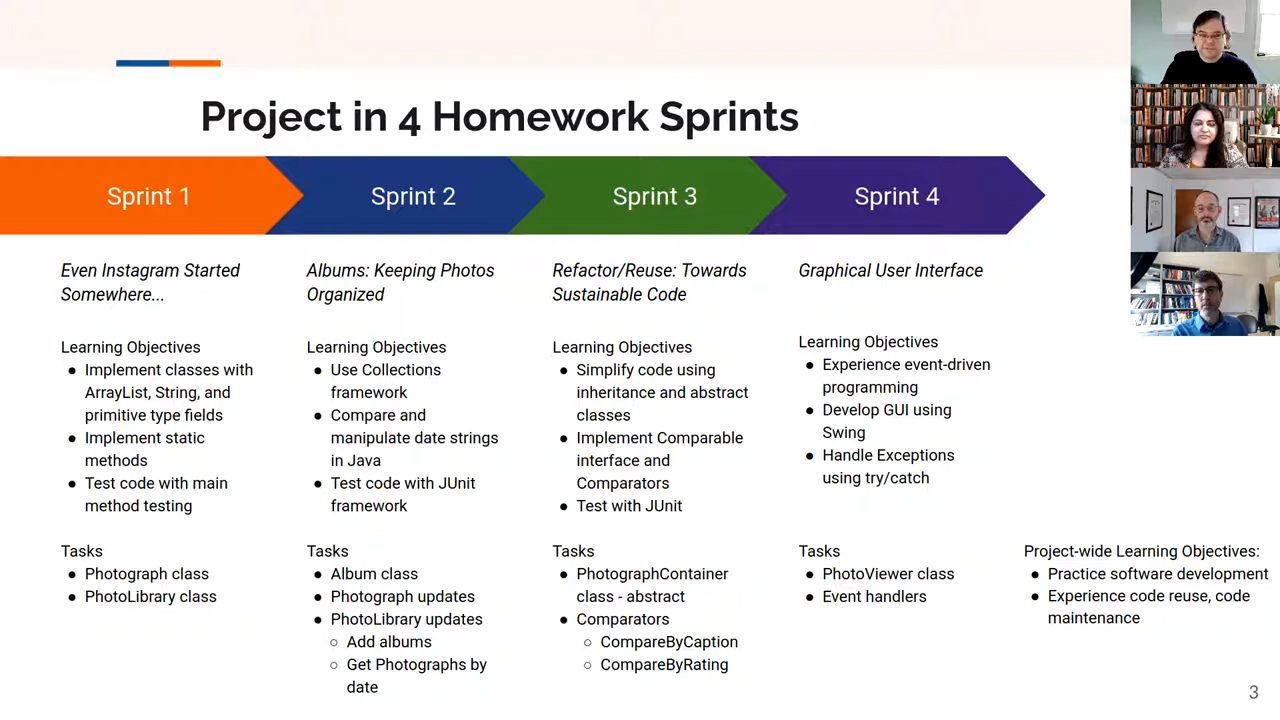 Project in 4 Homework Sprints
Sprint 1
Sprint 2
Sprint 3
Sprint 4
Even Instagram Started
Somewhere...
Learning Objectives
● Implement classes with
ArrayList, String, and
primitive type fields
● Implement static
methods
● Test code with main
method testing
Tasks
● Photograph class
● PhotoLibrary class
Albums: Keeping Photos
Organized
Learning Objectives
● Use Collections
framework
● Compare and
manipulate date strings
in Java
● Test code with JUnit
framework
Tasks
● Album class
● Photograph updates
● PhotoLibrary updates
○ Add albums
○ Get Photographs by
date
Refactor/Reuse: Towards
Sustainable Code
Learning Objectives
● Simplify code using
inheritance and abstract
classes
● Implement Comparable
interface and
Comparators
● Test with JUnit
Tasks
● PhotographContainer
class - abstract
● Comparators
○ CompareByCaption
○ CompareByRating
Graphical User Interface
Learning Objectives
● Experience event-driven
programming
● Develop GUI using
Swing
● Handle Exceptions
using try/catch
Tasks
● PhotoViewer class
● Event handlers
Project-wide Learning Objectives:
● Practice software development
● Experience code reuse, code
maintenance
3